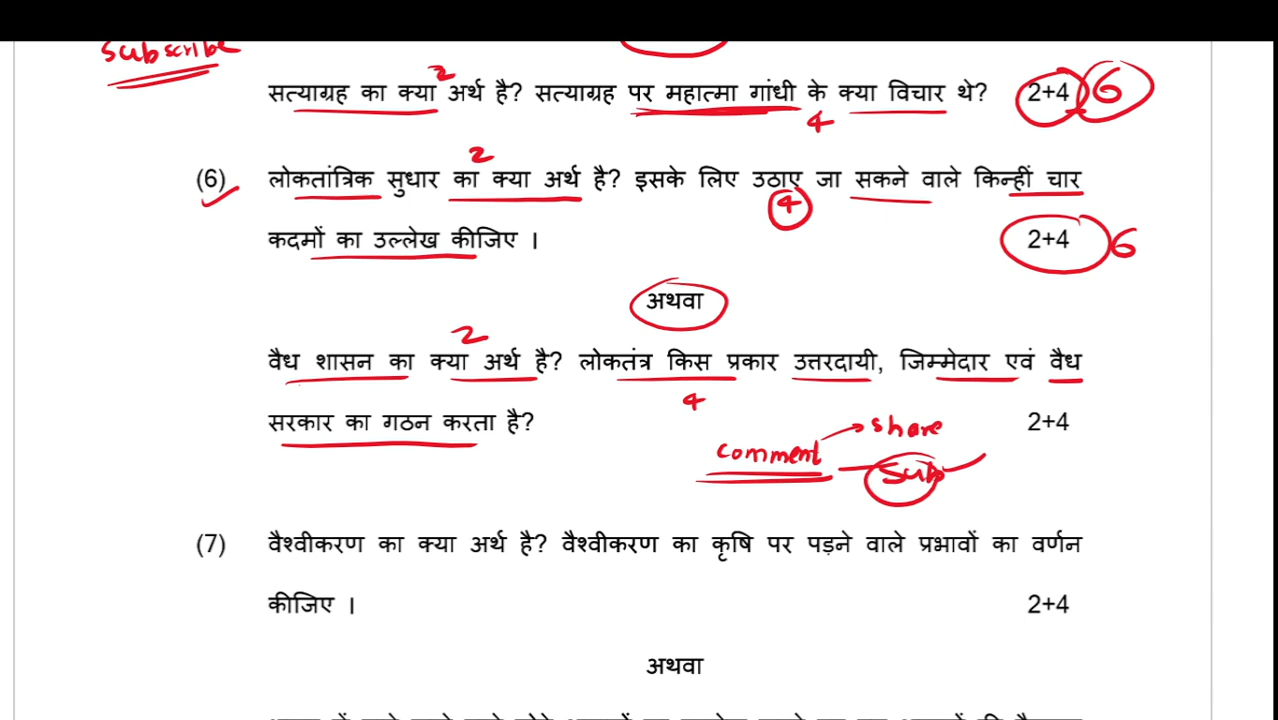 Subscribe
सत्याग्रह का क्या अर्थ है? सत्याग्रह पर महात्मा गांधी के क्या विचार थे? 2+4 6
2
4
(6) लोकतांत्रिक सुधार का क्या अर्थ है? इसके लिए उठाए जा सकने वाले किन्हीं चार
2
4
कदमों का उल्लेख कीजिए । 2+4 6
अथवा
2
वैध शासन का क्या अर्थ है? लोकतंत्र किस प्रकार उत्तरदायी, जिम्मेदार एवं वैध
4
सरकार का गठन करता है? 2+4
comment share
Sub
(7) वैश्वीकरण का क्या अर्थ है? वैश्वीकरण का कृषि पर पड़ने वाले प्रभावों का वर्णन
कीजिए । 2+4
अथवा